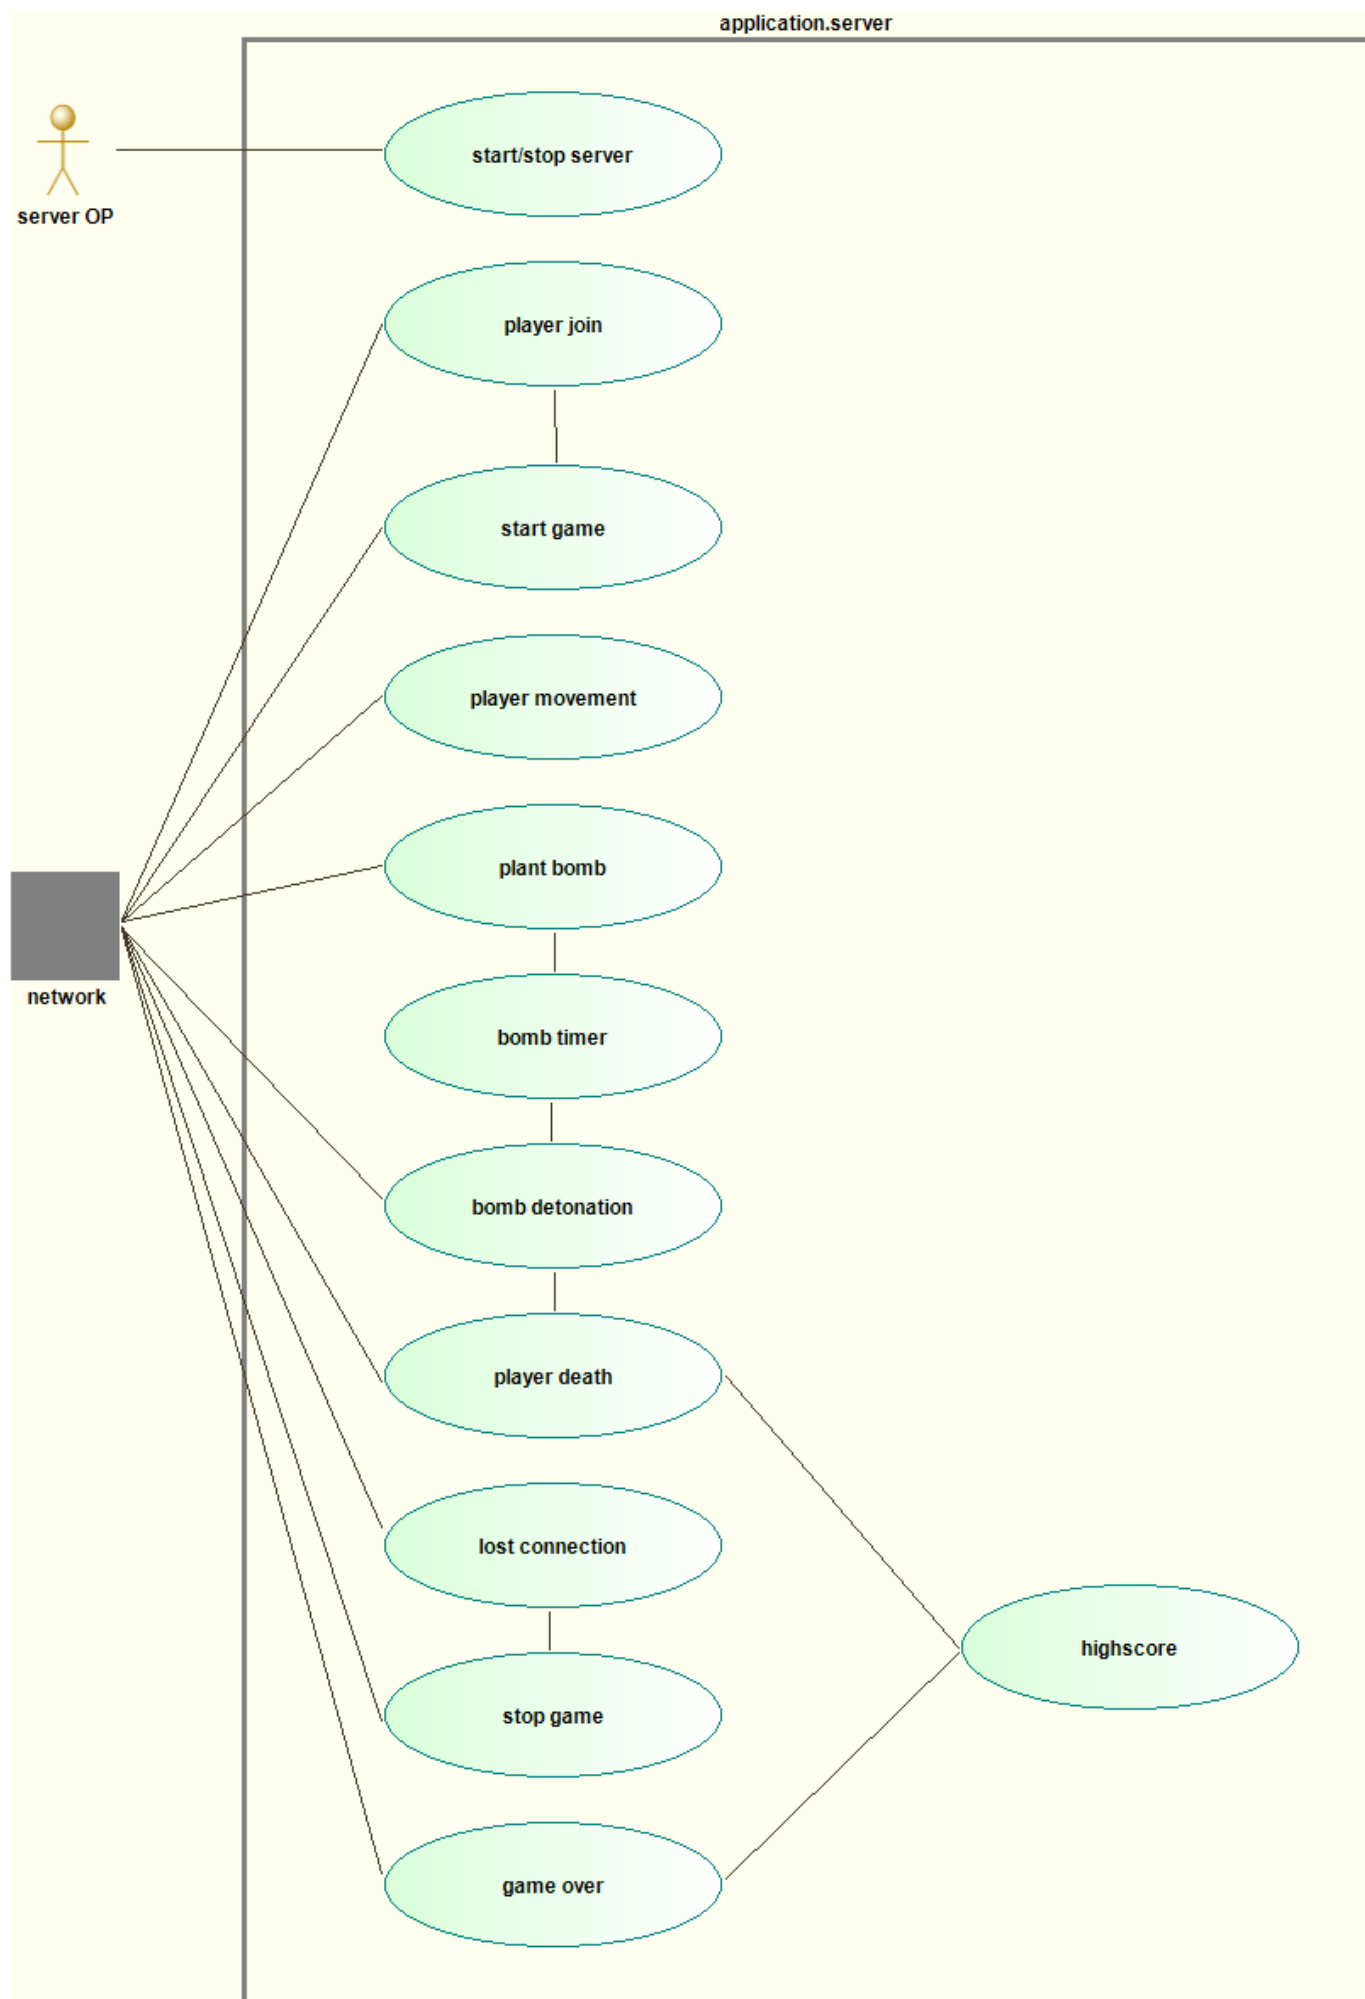 application.server
start/stop server
server OP
player join
start game
player movement
plant bomb
network
bomb timer
bomb detonation
player death
lost connection
highscore
stop game
game over